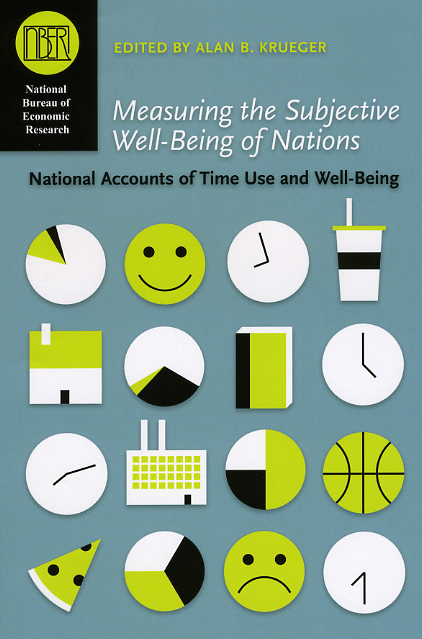 NBER
National
Bureau of
Economic
Research
EDITED BY ALAN B. KRUEGER
Measuring the Subjective
Well-Being of Nations
National Accounts of Time Use and Well-Being